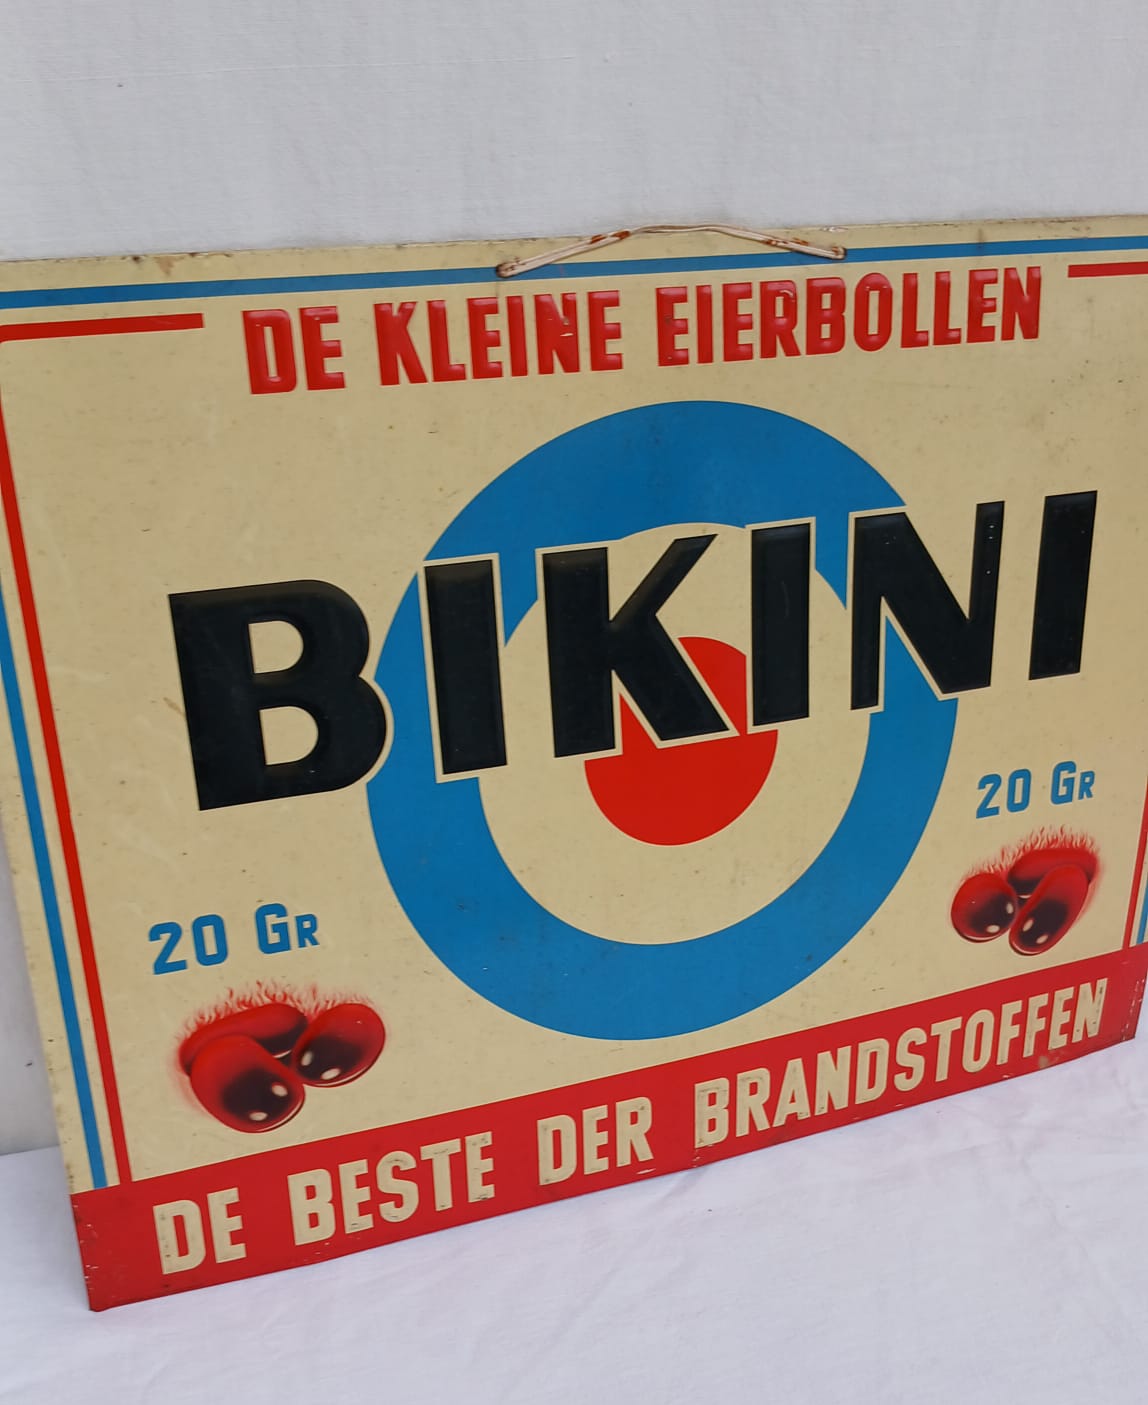 DE KLEINE EIERBOLLEN
BIKINI
20 GR
20 GR
DE BESTE DER BRANDSTOFFEN